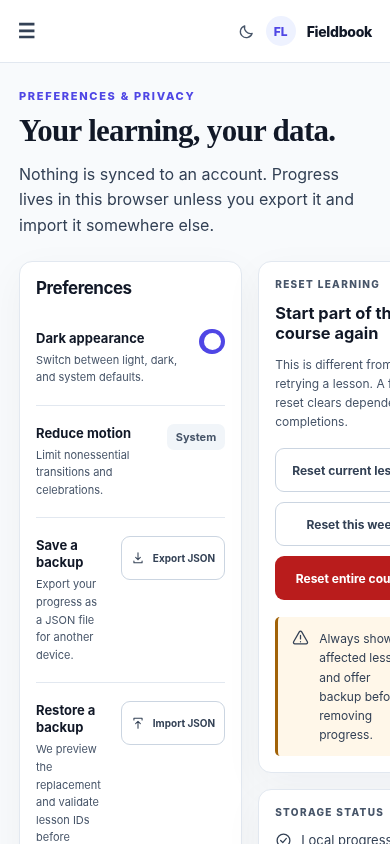 FL Fieldbook
PREFERENCES & PRIVACY
Your learning, your data.
Nothing is synced to an account. Progress
lives in this browser unless you export it and
import it somewhere else.
Preferences
Dark appearance
Switch between light, dark,
and system defaults.
Reduce motion
System
Limit nonessential
transitions and
celebrations.
Save a
backup
Export JSON
Export your
progress as
a JSON file
for another
device.
Restore a
backup
Import JSON
We preview
the
replacement
and validate
lesson IDs
before
RESET LEARNING
Start part of th
course again
This is different from
retrying a lesson. A f
reset clears depende
completions.
Reset current les
Reset this wee
Reset entire cou
Always show
affected less
and offer
backup befo
removing
progress.
STORAGE STATUS
Local progress